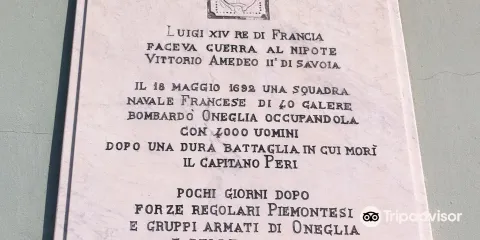 Luigi XIV re di Francia
faceva guerra al nipote
Vittorio Amedeo II° di Savoia
il 18 maggio 1692 una squadra
navale Francese di 40 galere
bombardò Oneglia occupandola
con 4000 uomini
dopo una dura battaglia in cui morì
il capitano Peri
pochi giorni dopo
forze regolari Piemontesi
e gruppi armati di Oneglia
Tripadvisor